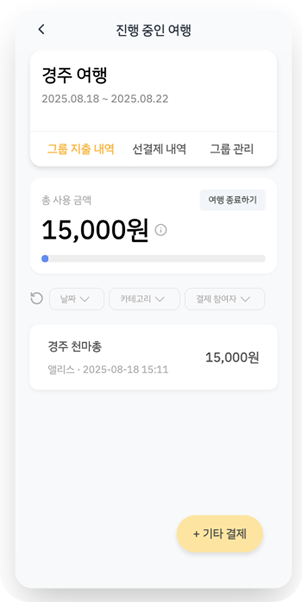 진행 중인 여행
경주 여행
2025.08.18 ~ 2025.08.22
그룹 지출 내역 선결제 내역 그룹 관리
총 사용 금액 여행 종료하기
15,000원
날짜 카테고리 결제 참여자
경주 천마총
15,000원
앨리스 · 2025-08-18 15:11
+ 기타 결제